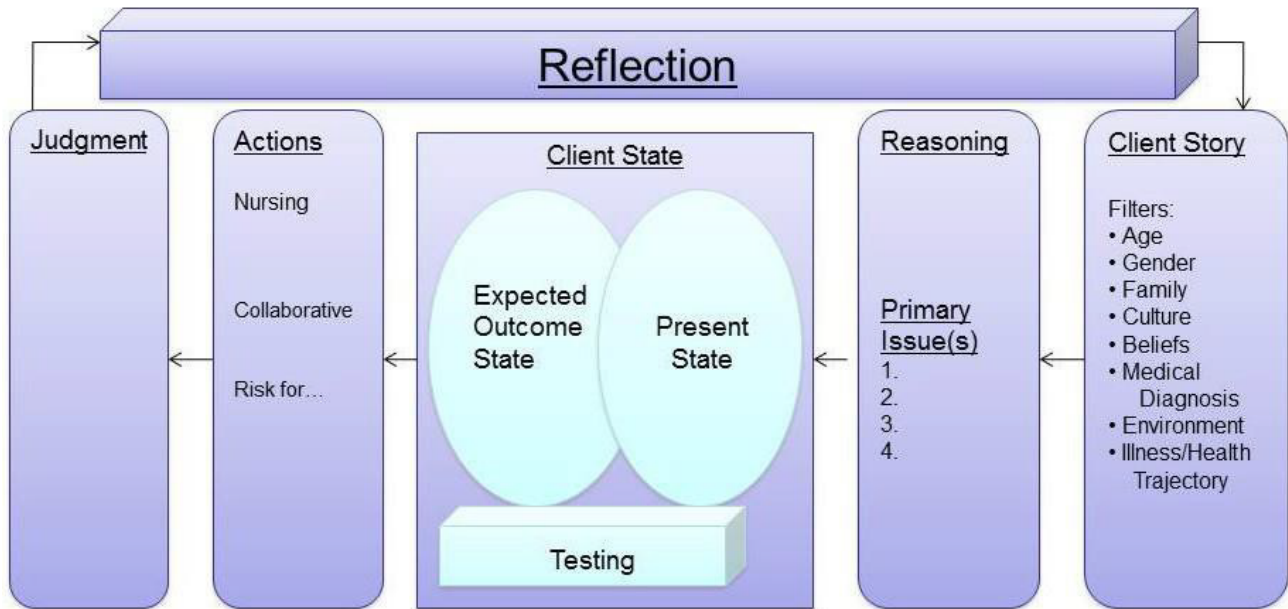 Reflection
Judgment
Actions
Nursing
Collaborative
Risk for…
Client State
Expected
Outcome
State
Present
State
Testing
Reasoning
Primary
Issue(s)
1.
2.
3.
4.
Client Story
Filters:
• Age
• Gender
• Family
• Culture
• Beliefs
• Medical
Diagnosis
• Environment
• Illness/Health
Trajectory